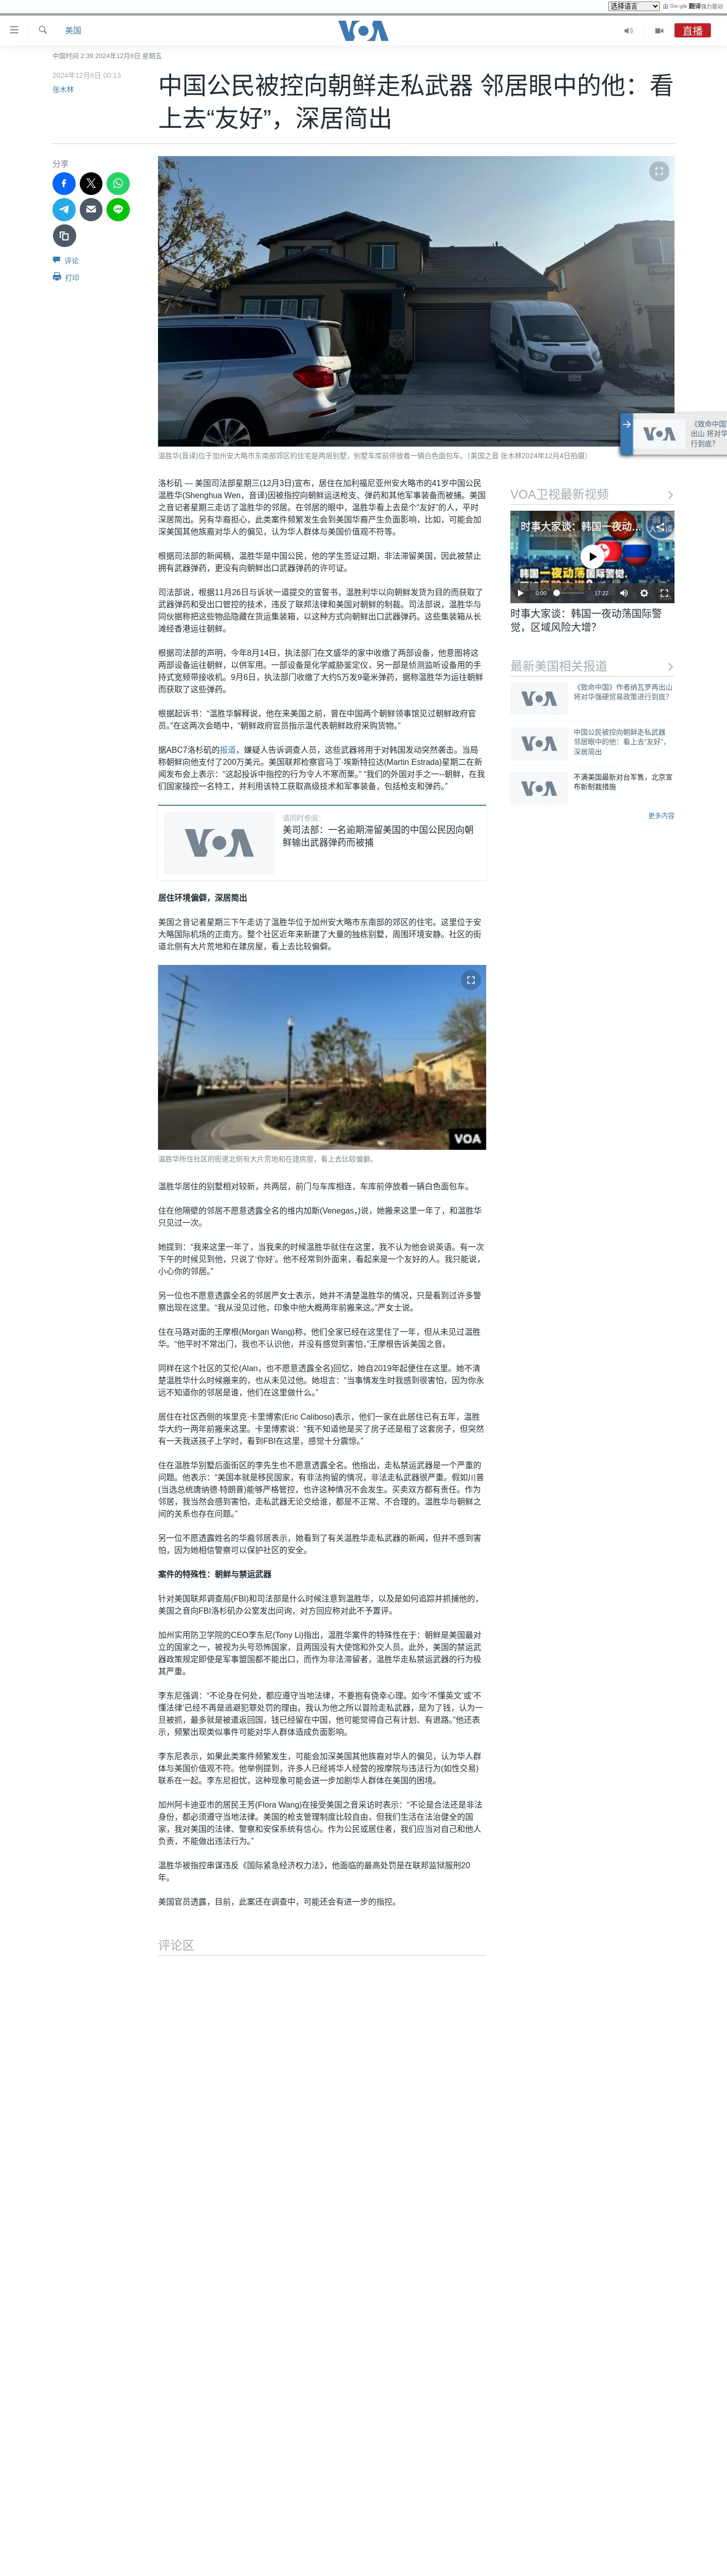 选择语言
由 Google 翻译强力驱动
美国
VOA
直播
中国时间 2:39 2024年12月6日 星期五
2024年12月6日 00:13
张木林
中国公民被控向朝鲜走私武器 邻居眼中的他：看
上去“友好”，深居简出
分享
评论
打印
温胜华(音译)位于加州安大略市东南部郊区的住宅是两层别墅，别墅车库前停放着一辆白色面包车。（美国之音 张木林2024年12月4日拍摄）
洛杉矶 — 美国司法部星期三(12月3日)宣布，居住在加利福尼亚州安大略市的41岁中国公民
温胜华(Shenghua Wen，音译)因被指控向朝鲜运送枪支、弹药和其他军事装备而被捕。美国
之音记者星期三走访了温胜华的邻居。在邻居的眼中，温胜华看上去是个“友好”的人，平时
深居简出。另有华裔担心，此类案件频繁发生会到美国华裔产生负面影响，比如，可能会加
深美国其他族裔对华人的偏见，认为华人群体与美国价值观不符等。
根据司法部的新闻稿，温胜华是中国公民，他的学生签证过期，非法滞留美国，因此被禁止
拥有武器弹药，更没有向朝鲜出口武器弹药的许可证。
司法部说，根据11月26日与诉状一道提交的宣誓书，温胜利华以向朝鲜发货为目的而获取了
武器弹药和受出口管控的技术，违反了联邦法律和美国对朝鲜的制裁。司法部说，温胜华与
同伙据称把这些物品隐藏在货运集装箱，以这种方式向朝鲜出口武器弹药。这些集装箱从长
滩经香港运往朝鲜。
根据司法部的声明，今年8月14日，执法部门在文盛华的家中收缴了两部设备，他意图将这
两部设备运往朝鲜，以供军用。一部设备是化学威胁鉴定仪，另一部是侦测监听设备用的手
持式宽频带接收机。9月6日，执法部门收缴了大约5万发9毫米弹药，据称温胜华为运往朝鲜
而获取了这些弹药。
根据起诉书：“温胜华解释说，他在来美国之前，曾在中国两个朝鲜领事馆见过朝鲜政府官
员。”在这两次会晤中，“朝鲜政府官员指示温代表朝鲜政府采购货物。”
据ABC7洛杉矶的报道，嫌疑人告诉调查人员，这些武器将用于对韩国发动突然袭击。当局
称朝鲜向他支付了200万美元。美国联邦检察官马丁·埃斯特拉达(Martin Estrada)星期二在新
闻发布会上表示：“这起投诉中指控的行为令人不寒而栗。” “我们的外国对手之一--朝鲜，在我
们国家操控一名特工，并利用该特工获取高级技术和军事装备，包括枪支和弹药。”
VOA
请同时参阅:
美司法部：一名逾期滞留美国的中国公民因向朝
鲜输出武器弹药而被捕
居住环境偏僻，深居简出
美国之音记者星期三下午走访了温胜华位于加州安大略市东南部的郊区的住宅。这里位于安
大略国际机场的正南方。整个社区近年来新建了大量的独栋别墅，周围环境安静。社区的街
道北侧有大片荒地和在建房屋，看上去比较偏僻。
VOA
温胜华所住社区的街道北侧有大片荒地和在建房屋，看上去比较偏僻。
温胜华居住的别墅相对较新，共两层，前门与车库相连，车库前停放着一辆白色面包车。
住在他隔壁的邻居不愿意透露全名的维内加斯(Venegas，)说，她搬来这里一年了，和温胜华
只见过一次。
她提到：“我来这里一年了，当我来的时候温胜华就住在这里，我不认为他会说英语。有一次
下午的时候见到他，只说了‘你好’。他不经常到外面来，看起来是一个友好的人。我只能说，
小心你的邻居。”
另一位也不愿意透露全名的邻居严女士表示，她并不清楚温胜华的情况，只是看到过许多警
察出现在这里。“我从没见过他，印象中他大概两年前搬来这。”严女士说。
住在马路对面的王摩根(Morgan Wang)称，他们全家已经在这里住了一年，但从未见过温胜
华。“他平时不常出门，我也不认识他，并没有感觉到害怕，”王摩根告诉美国之音。
同样在这个社区的艾伦(Alan，也不愿意透露全名)回忆，她自2019年起便住在这里。她不清
楚温胜华什么时候搬来的，也从未见过他。她坦言：“当事情发生时我感到很害怕，因为你永
远不知道你的邻居是谁，他们在这里做什么。”
居住在社区西侧的埃里克·卡里博索(Eric Caliboso)表示，他们一家在此居住已有五年，温胜
华大约一两年前搬来这里。卡里博索说：“我不知道他是买了房子还是租了这套房子，但突然
有一天我送孩子上学时，看到FBI在这里，感觉十分震惊。”
住在温胜华别墅后面街区的李先生也不愿意透露全名。他指出，走私禁运武器是一个严重的
问题。他表示：“美国本就是移民国家，有非法拘留的情况，非法走私武器很严重。假如川普
(当选总统唐纳德·特朗普)能够严格管控，也许这种情况不会发生。买卖双方都有责任。作为
邻居，我当然会感到害怕，走私武器无论交给谁，都是不正常、不合理的。温胜华与朝鲜之
间的关系也存在问题。”
另一位不愿透露姓名的华裔邻居表示，她看到了有关温胜华走私武器的新闻，但并不感到害
怕，因为她相信警察可以保护社区的安全。
案件的特殊性：朝鲜与禁运武器
针对美国联邦调查局(FBI)和司法部是什么时候注意到温胜华，以及是如何追踪并抓捕他的，
美国之音向FBI洛杉矶办公室发出问询，对方回应称对此不予置评。
加州实用防卫学院的CEO李东尼(Tony Li)指出，温胜华案件的特殊性在于：朝鲜是美国最对
立的国家之一，被视为头号恐怖国家，且两国没有大使馆和外交人员。此外，美国的禁运武
器政策规定即使是军事盟国都不能出口，而作为非法滞留者，温胜华走私禁运武器的行为极
其严重。
李东尼强调：“不论身在何处，都应遵守当地法律，不要抱有侥幸心理。如今‘不懂英文’或‘不
懂法律’已经不再是逃避犯罪处罚的理由。我认为他之所以冒险走私武器，是为了钱，认为一
旦被抓，最多就是被遣返回国，钱已经留在中国，他可能觉得自己有计划、有退路。”他还表
示，频繁出现类似事件可能对华人群体造成负面影响。
李东尼表示，如果此类案件频繁发生，可能会加深美国其他族裔对华人的偏见，认为华人群
体与美国价值观不符。他举例提到，许多人已经将华人经营的按摩院与违法行为(如性交易)
联系在一起。李东尼担忧，这种现象可能会进一步加剧华人群体在美国的困境。
加州阿卡迪亚市的居民王芳(Flora Wang)在接受美国之音采访时表示：“不论是合法还是非法
身份，都必须遵守当地法律。美国的枪支管理制度比较自由，但我们生活在法治健全的国
家，我对美国的法律、警察和安保系统有信心。作为公民或居住者，我们应当对自己和他人
负责，不能做出违法行为。”
温胜华被指控串谋违反《国际紧急经济权力法》，他面临的最高处罚是在联邦监狱服刑20
年。
美国官员透露，目前，此案还在调查中，可能还会有进一步的指控。
评论区
VOA
《致命中国
出山 将对华
行到底？
VOA卫视最新视频
时事大家谈：韩国一夜动…
韩国一夜动荡国际警觉，
0:00
17:22
时事大家谈：韩国一夜动荡国际警
觉，区域风险大增？
最新美国相关报道
VOA
《致命中国》作者纳瓦罗再出山
将对华强硬贸易政策进行到底？
VOA
中国公民被控向朝鲜走私武器
邻居眼中的他：看上去“友好”，
深居简出
VOA
不满美国最新对台军售，北京宣
布新制裁措施
更多内容